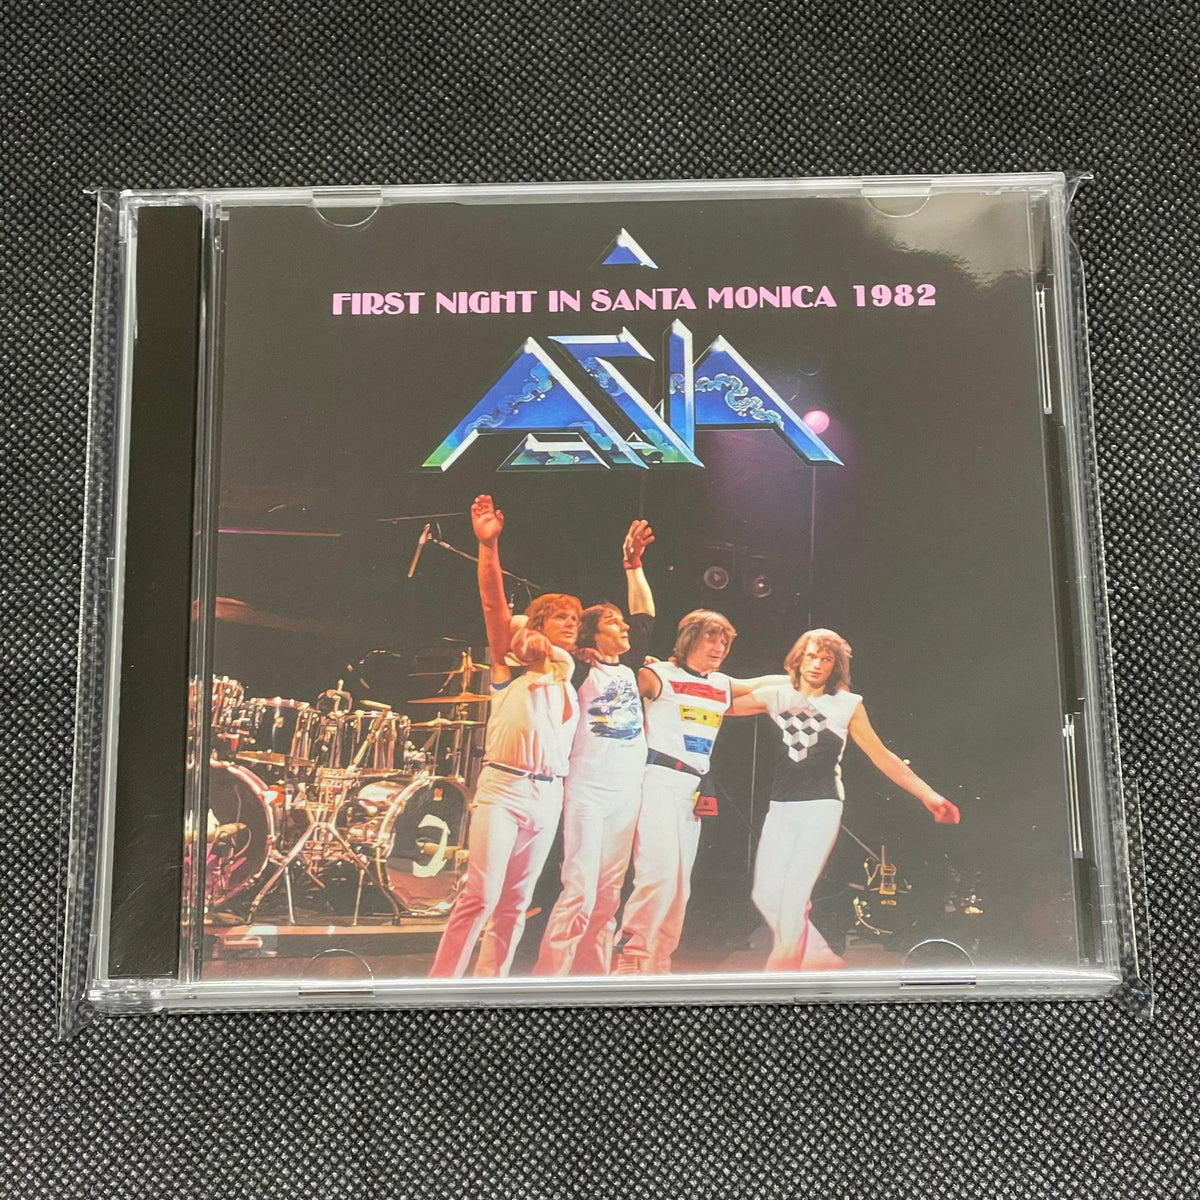 FIRST NIGHT IN SANTA MONICA 1982
ASIA